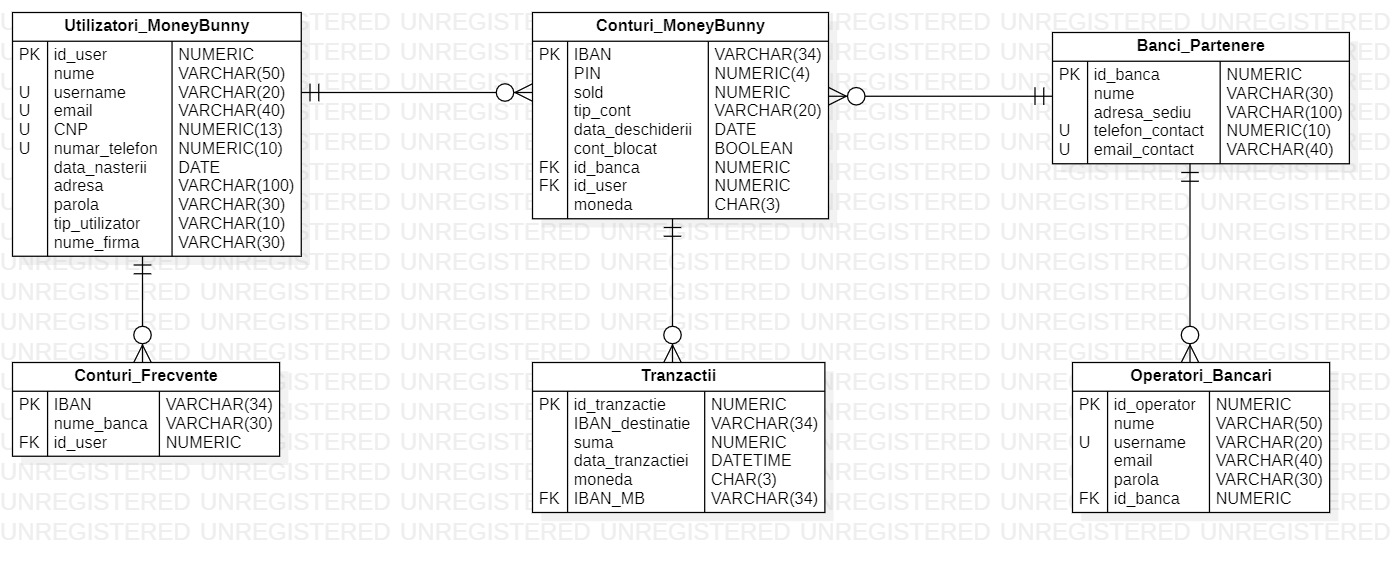 Utilizatori_MoneyBunny
PK id_user NUMERIC
nume VARCHAR(50)
U username VARCHAR(20)
U email VARCHAR(40)
U CNP NUMERIC(13)
U numar_telefon NUMERIC(10)
data_nasterii DATE
adresa VARCHAR(100)
parola VARCHAR(30)
tip_utilizator VARCHAR(10)
nume_firma VARCHAR(30)
Conturi_MoneyBunny
PK IBAN VARCHAR(34)
PIN NUMERIC(4)
sold NUMERIC
tip_cont VARCHAR(20)
data_deschiderii DATE
cont_blocat BOOLEAN
FK id_banca NUMERIC
FK id_user NUMERIC
moneda CHAR(3)
Banci_Partenere
PK id_banca NUMERIC
nume VARCHAR(30)
adresa_sediu VARCHAR(100)
U telefon_contact NUMERIC(10)
U email_contact VARCHAR(40)
Conturi_Frecvente
PK IBAN VARCHAR(34)
nume_banca VARCHAR(30)
FK id_user NUMERIC
Tranzactii
PK id_tranzactie NUMERIC
IBAN_destinatie VARCHAR(34)
suma NUMERIC
data_tranzactiei DATETIME
moneda CHAR(3)
FK IBAN_MB VARCHAR(34)
Operatori_Bancari
PK id_operator NUMERIC
nume VARCHAR(50)
U username VARCHAR(20)
email VARCHAR(40)
parola VARCHAR(30)
FK id_banca NUMERIC
UNREGISTERED UNREGISTERED UNREGISTERED UNREGISTERED UNREGISTERED UNREGISTERED UNREGISTERED